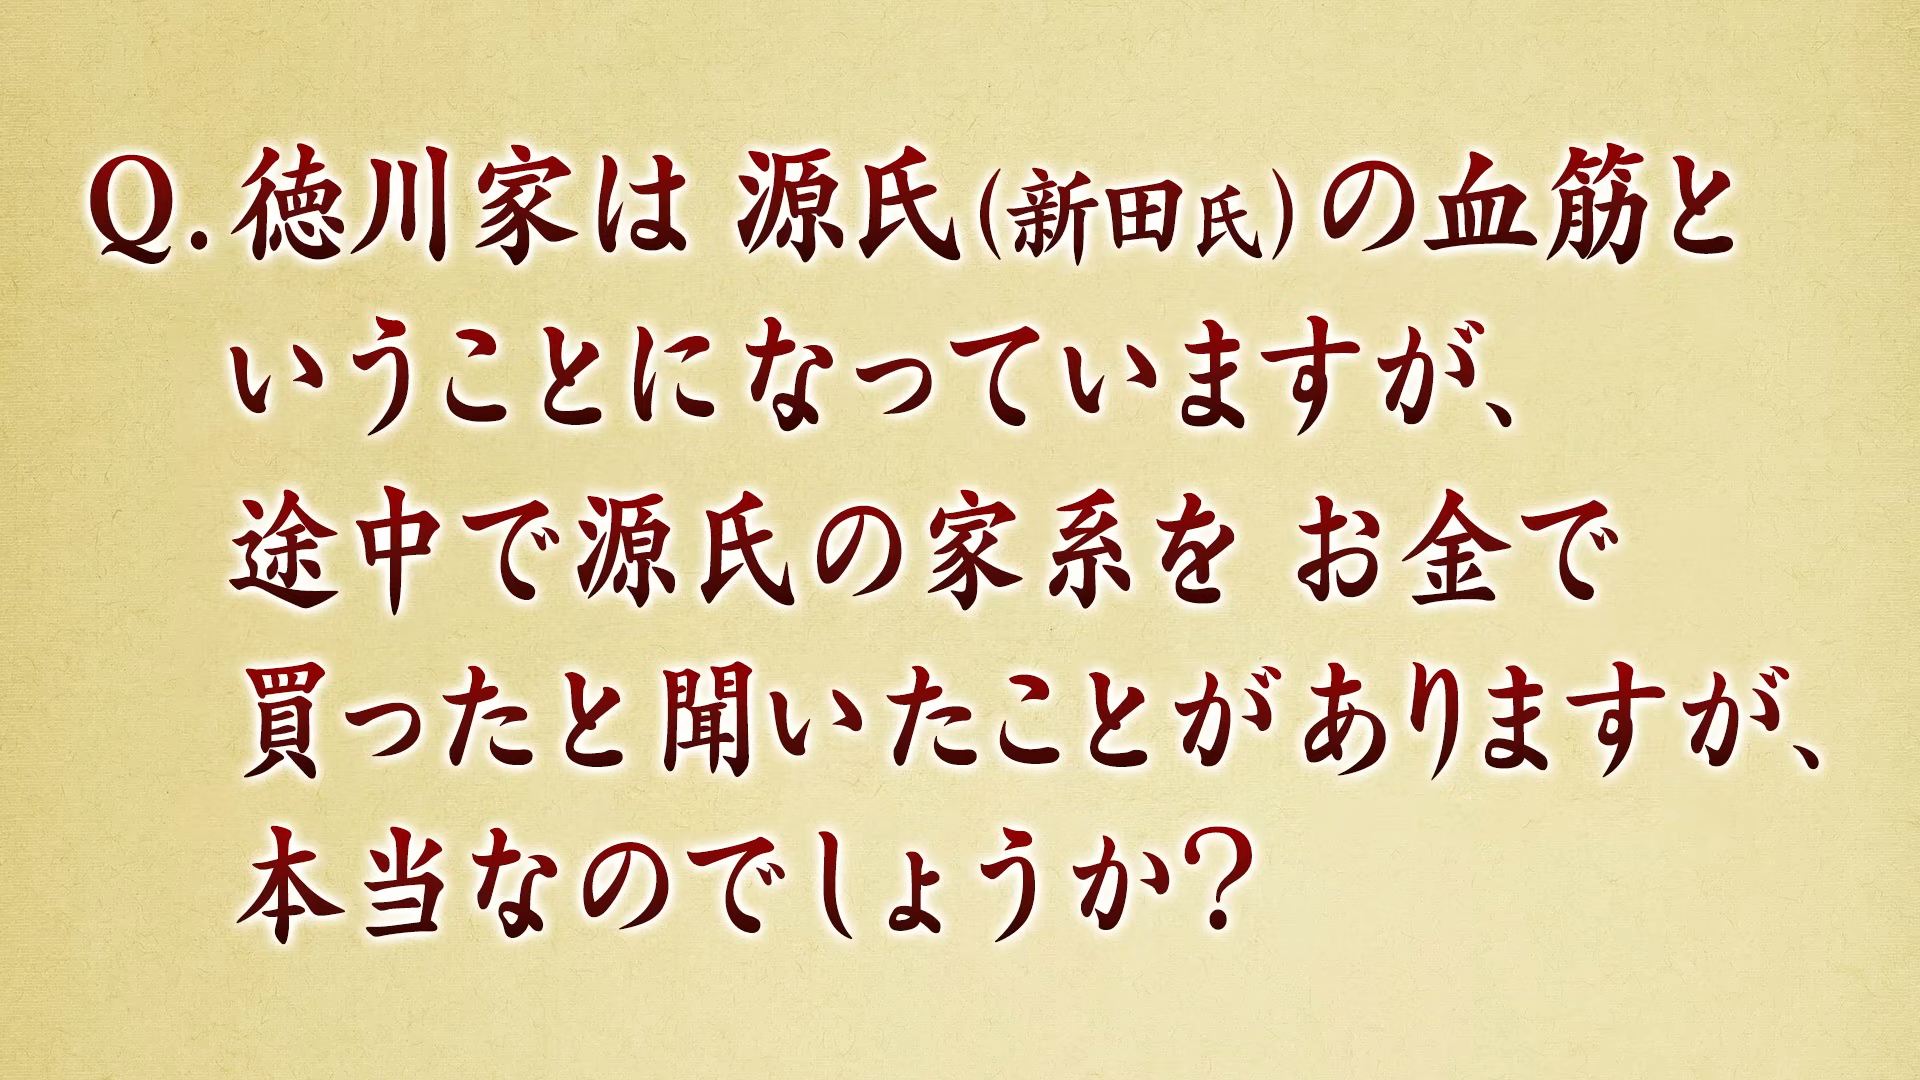 Q.徳川家は 源氏(新田氏)の血筋と
いうことになっていますが、
途中で源氏の家系を お金で
買ったと聞いたことがありますが、
本当なのでしょうか?